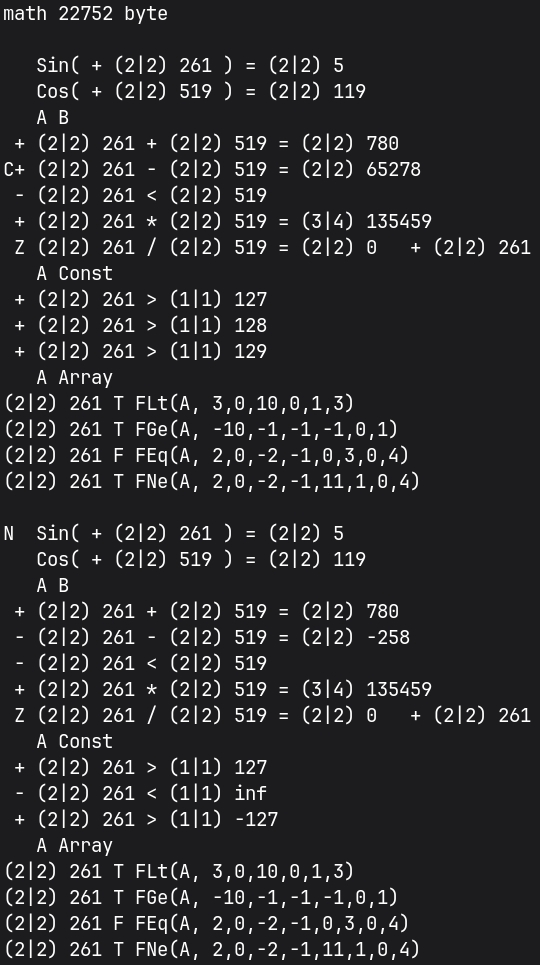 math 22752 byte

   Sin( + (2|2) 261 ) = (2|2) 5
   Cos( + (2|2) 519 ) = (2|2) 119
   A B
 + (2|2) 261 + (2|2) 519 = (2|2) 780
C+ (2|2) 261 - (2|2) 519 = (2|2) 65278
 - (2|2) 261 < (2|2) 519
 + (2|2) 261 * (2|2) 519 = (3|4) 135459
 Z (2|2) 261 / (2|2) 519 = (2|2) 0   + (2|2) 261
   A Const
 + (2|2) 261 > (1|1) 127
 + (2|2) 261 > (1|1) 128
 + (2|2) 261 > (1|1) 129
   A Array
(2|2) 261 T FLt(A, 3,0,10,0,1,3)
(2|2) 261 T FGe(A, -10,-1,-1,-1,0,1)
(2|2) 261 F FEq(A, 2,0,-2,-1,0,3,0,4)
(2|2) 261 T FNe(A, 2,0,-2,-1,11,1,0,4)

N  Sin( + (2|2) 261 ) = (2|2) 5
   Cos( + (2|2) 519 ) = (2|2) 119
   A B
 + (2|2) 261 + (2|2) 519 = (2|2) 780
 - (2|2) 261 - (2|2) 519 = (2|2) -258
 - (2|2) 261 < (2|2) 519
 + (2|2) 261 * (2|2) 519 = (3|4) 135459
 Z (2|2) 261 / (2|2) 519 = (2|2) 0   + (2|2) 261
   A Const
 + (2|2) 261 > (1|1) 127
 - (2|2) 261 < (1|1) inf
 + (2|2) 261 > (1|1) -127
   A Array
(2|2) 261 T FLt(A, 3,0,10,0,1,3)
(2|2) 261 T FGe(A, -10,-1,-1,-1,0,1)
(2|2) 261 F FEq(A, 2,0,-2,-1,0,3,0,4)
(2|2) 261 T FNe(A, 2,0,-2,-1,11,1,0,4)